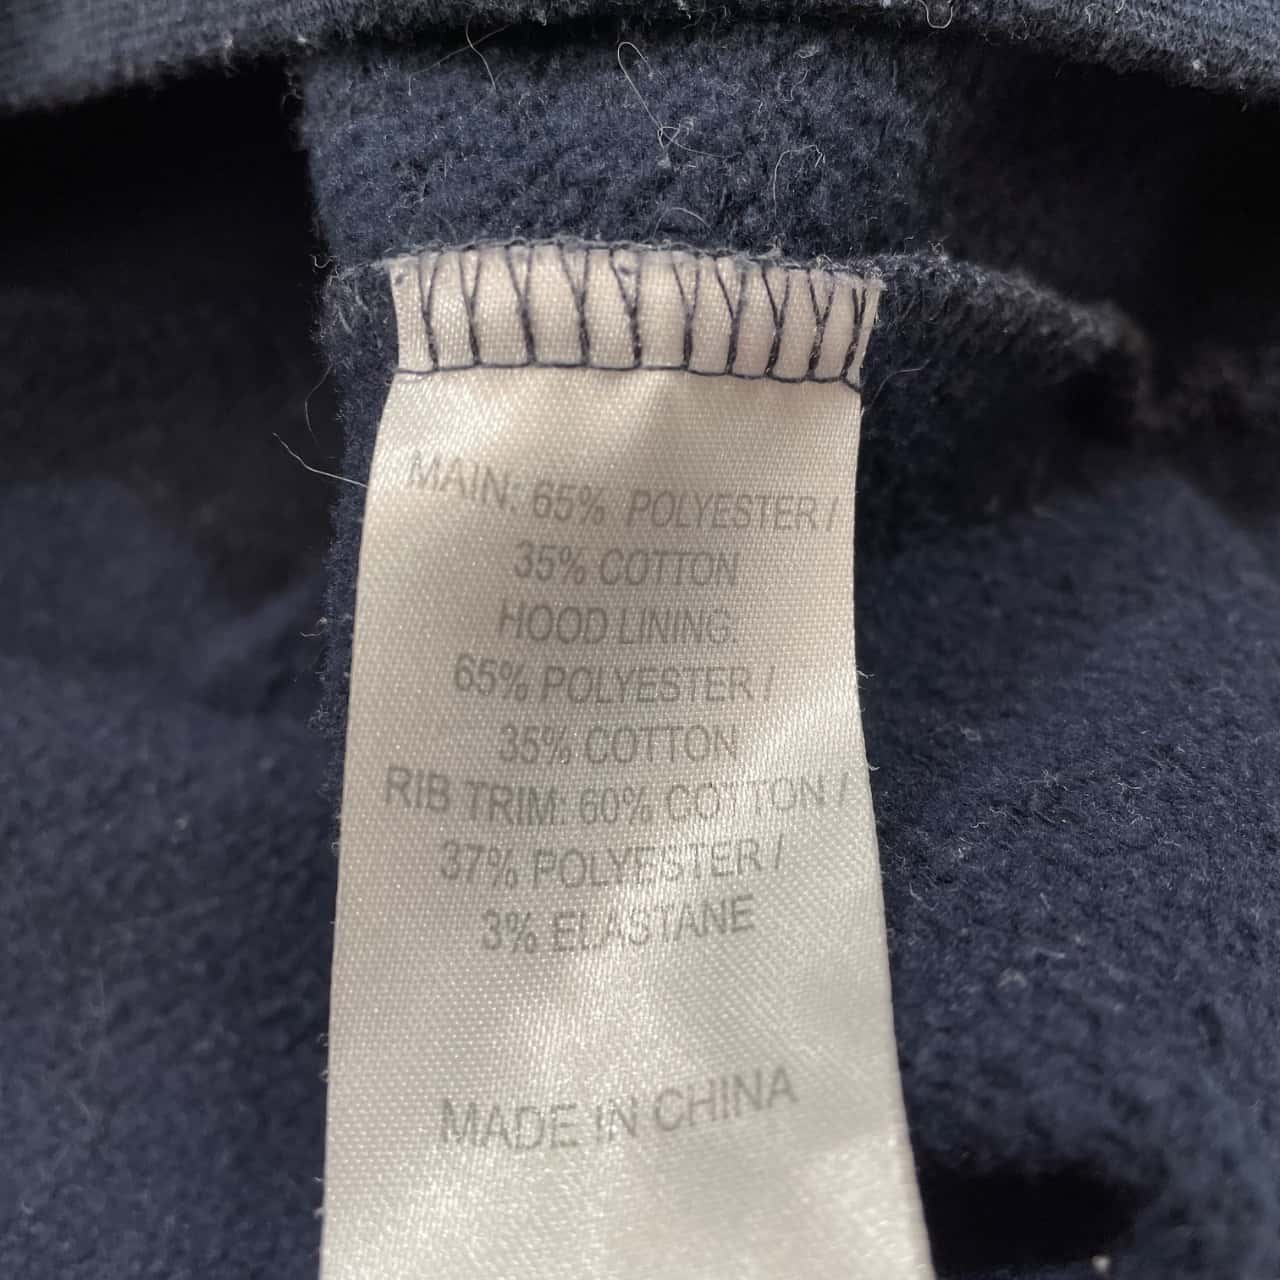 MAIN: 65% POLYESTER /
35% COTTON
HOOD LINING:
65% POLYESTER /
35% COTTON
RIB TRIM: 60% COTTON /
37% POLYESTER /
3% ELASTANE
MADE IN CHINA